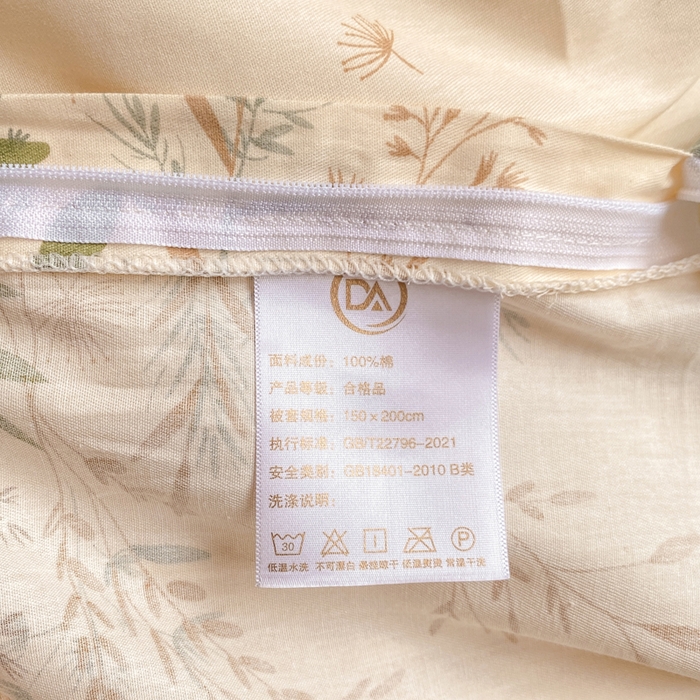 DA
面料成份：100%棉
产品等级：合格品
被套规格：150×200cm
执行标准：GB/T22796-2021
安全类别：GB18401-2010 B类
洗涤说明：
30 P
低温水洗 不可漂白 悬挂晾干 低温熨烫 常规干洗